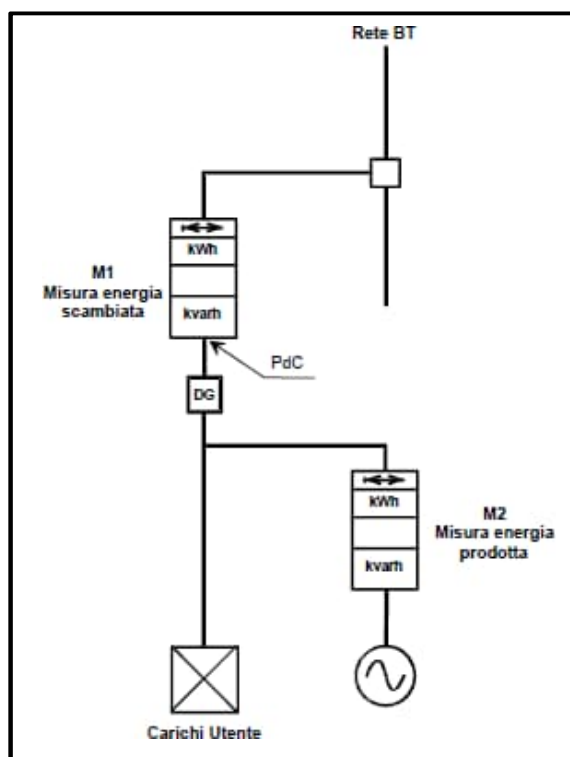 Rete BT
kWh
M1
Misura energia
scambiata
kvarh
PdC
DG
kWh
M2
Misura energia
prodotta
kvarh
Carichi Utente